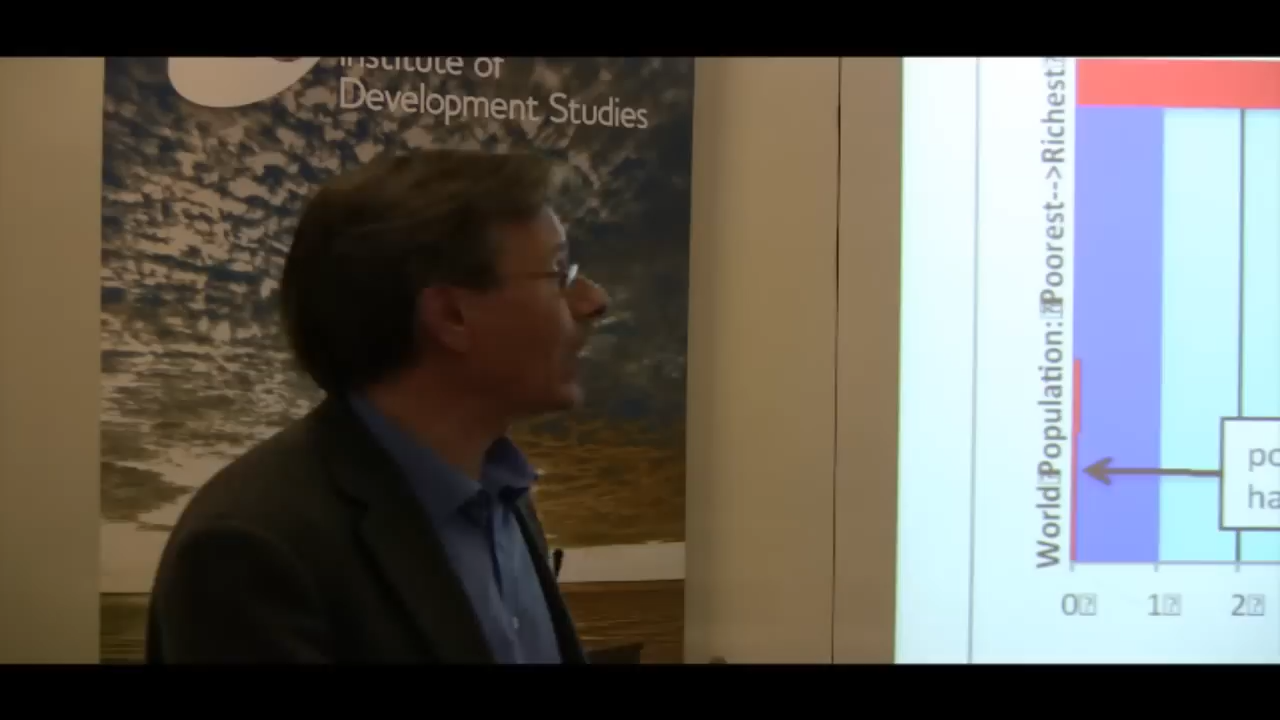 Institute of
Development Studies
World Population: Poorest-->Richest
0 1 2